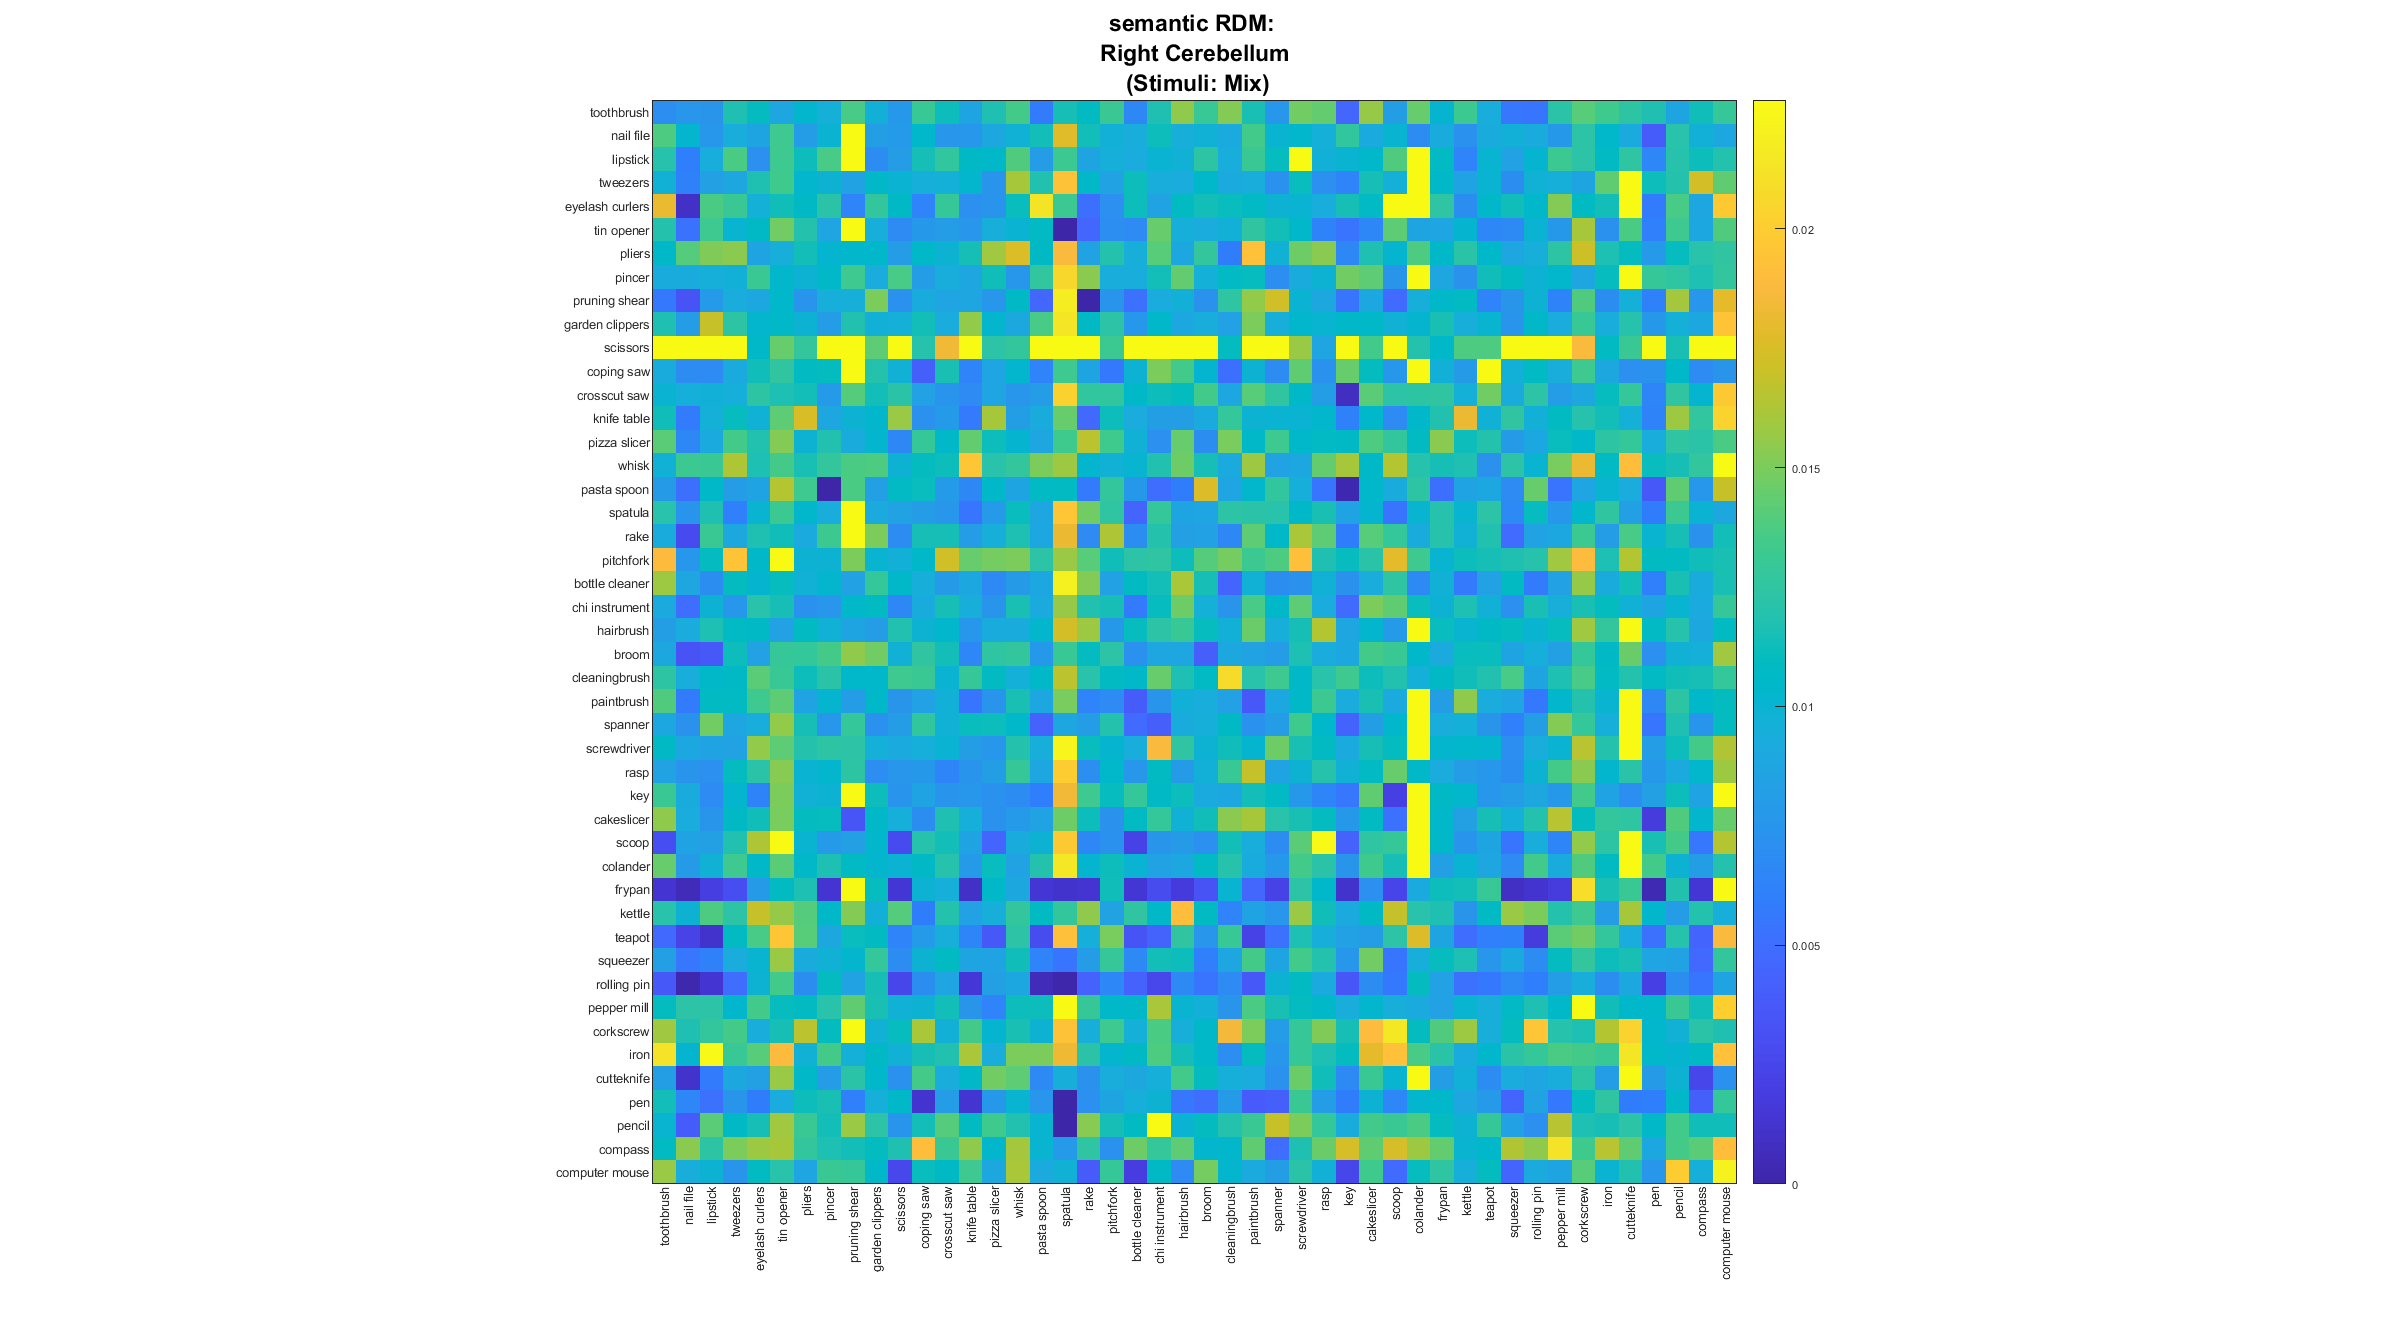 semantic RDM:
Right Cerebellum
(Stimuli: Mix)
toothbrush
nail file
lipstick
tweezers
eyelash curlers
tin opener
pliers
pincer
pruning shear
garden clippers
scissors
coping saw
crosscut saw
knife table
pizza slicer
whisk
pasta spoon
spatula
rake
pitchfork
bottle cleaner
chi instrument
hairbrush
broom
cleaningbrush
paintbrush
spanner
screwdriver
rasp
key
cakeslicer
scoop
colander
frypan
kettle
teapot
squeezer
rolling pin
pepper mill
corkscrew
iron
cutteknife
pen
pencil
compass
computer mouse
toothbrush
nail file
lipstick
tweezers
eyelash curlers
tin opener
pliers
pincer
pruning shear
garden clippers
scissors
coping saw
crosscut saw
knife table
pizza slicer
whisk
pasta spoon
spatula
rake
pitchfork
bottle cleaner
chi instrument
hairbrush
broom
cleaningbrush
paintbrush
spanner
screwdriver
rasp
key
cakeslicer
scoop
colander
frypan
kettle
teapot
squeezer
rolling pin
pepper mill
corkscrew
iron
cutteknife
pen
pencil
compass
computer mouse
0.02
0.015
0.01
0.005
0